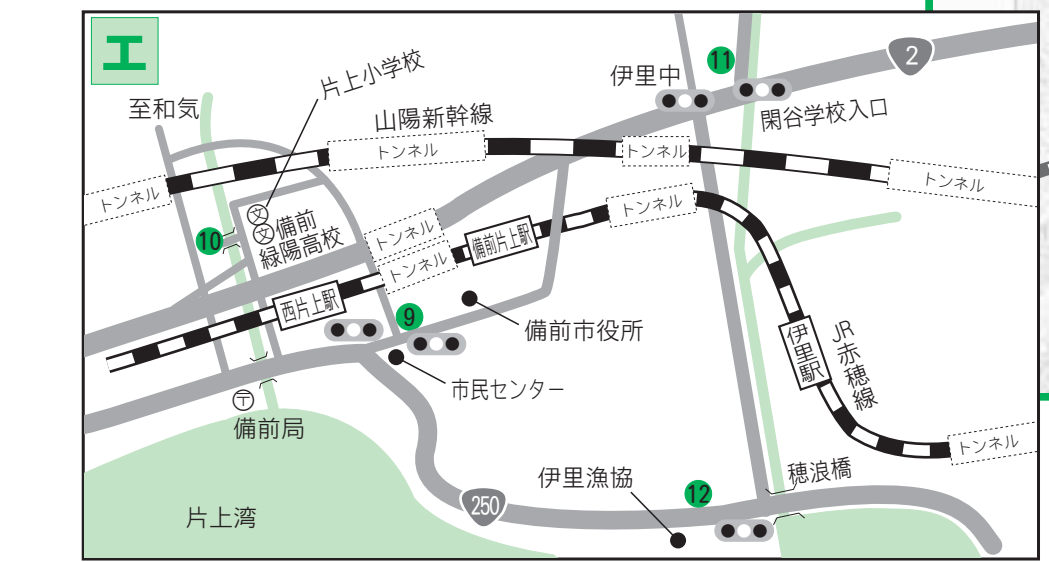 エ
片上小学校
至和気
山陽新幹線
伊里中
11
2
閑谷学校入口
トンネル
トンネル
トンネル
トンネル
トンネル
10
文
文備前
緑陽高校
トンネル
トンネル
備前片上駅
西片上駅
9
備前市役所
市民センター
伊里駅
JR赤穂線
〒
備前局
トンネル
穂浪橋
伊里漁協
12
250
片上湾